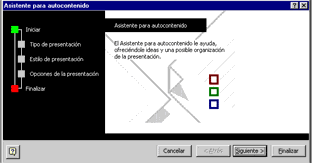 Asistente para autocontenido
Iniciar
Tipo de presentación
Estilo de presentación
Opciones de la presentación
Finalizar
Asistente para autocontenido
El Asistente para autocontenido le ayuda,
ofreciéndole ideas y una posible organización
de la presentación.
Cancelar
< Atrás
Siguiente >
Finalizar